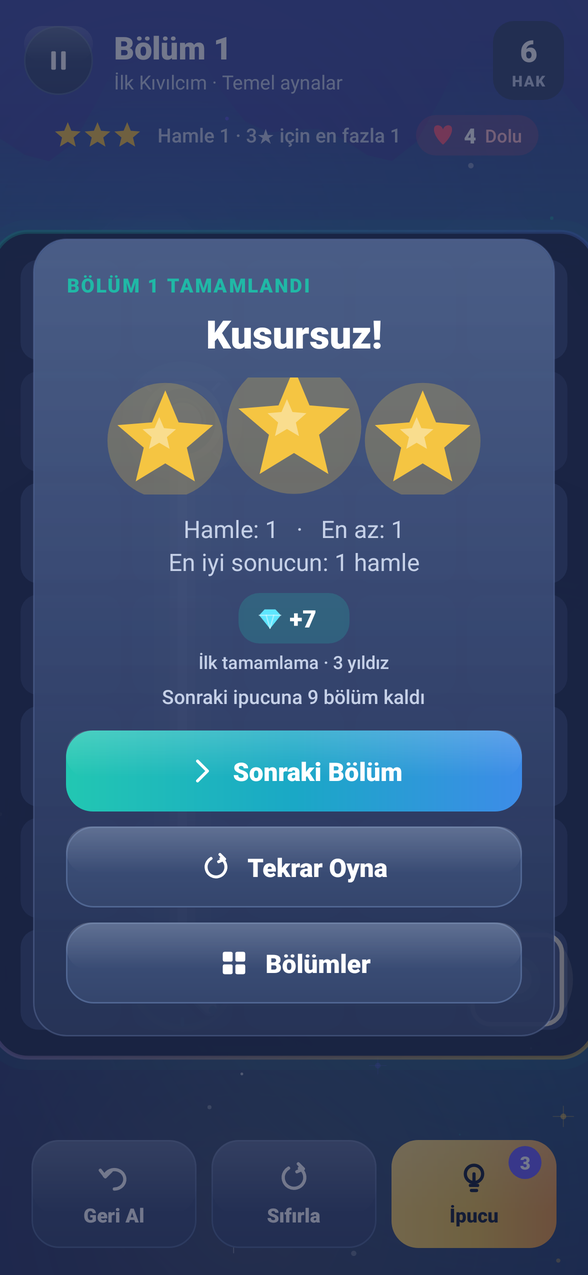 Bölüm 1
İlk Kıvılcım · Temel aynalar
6
HAK
Hamle 1 · 3★ için en fazla 1
4 Dolu
BÖLÜM 1 TAMAMLANDI
Kusursuz!
Hamle: 1 · En az: 1
En iyi sonucun: 1 hamle
+7
İlk tamamlama · 3 yıldız
Sonraki ipucuna 9 bölüm kaldı
Sonraki Bölüm
Tekrar Oyna
Bölümler
Geri Al
Sıfırla
3
İpucu